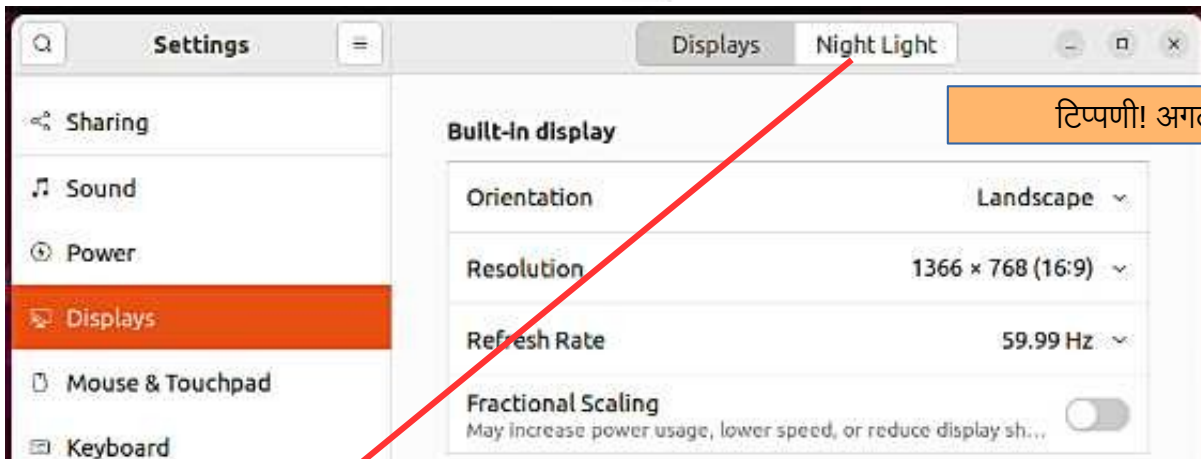 Settings
Displays Night Light
Sharing
Sound
Power
Displays
Mouse & Touchpad
Keyboard
टिप्पणी!
Built-in display
Orientation Landscape
Resolution 1366 × 768 (16:9)
Refresh Rate 59.99 Hz
Fractional Scaling
May increase power usage, lower speed, or reduce display sh...